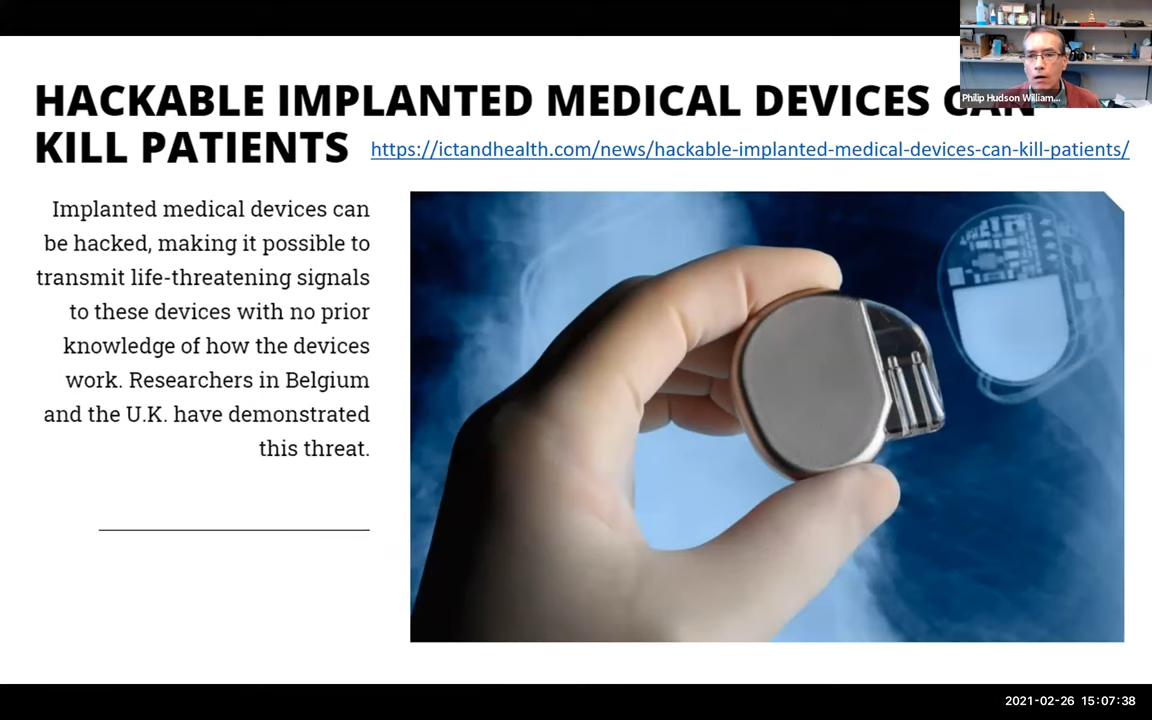 HACKABLE IMPLANTED MEDICAL DEVICES CAN
KILL PATIENTS https://ictandhealth.com/news/hackable-implanted-medical-devices-can-kill-patients/
Philip Hudson William...
Implanted medical devices can
be hacked, making it possible to
transmit life-threatening signals
to these devices with no prior
knowledge of how the devices
work. Researchers in Belgium
and the U.K. have demonstrated
this threat.
2021-02-26 15:07:38